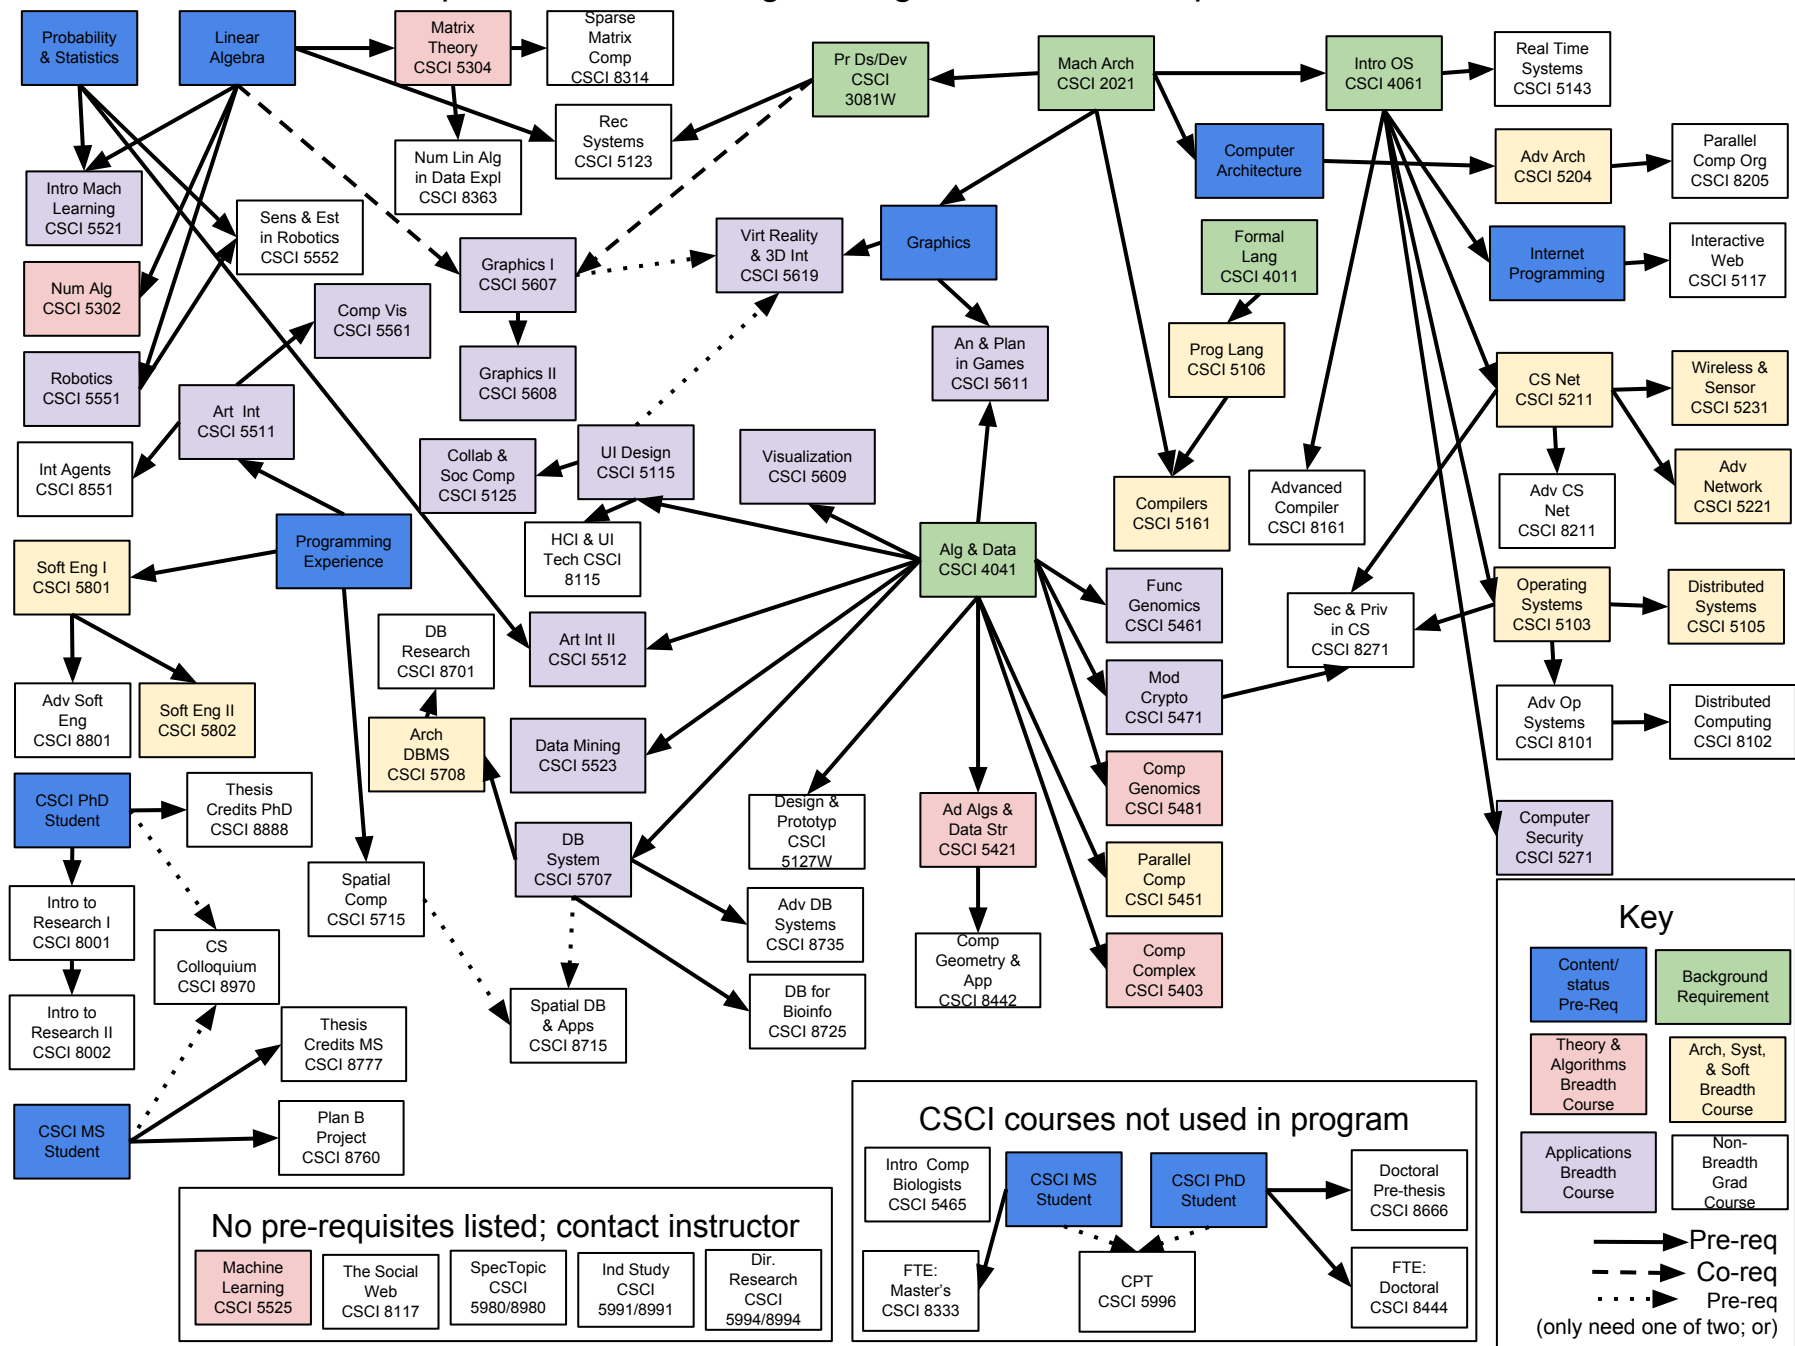 Probability
& Statistics
Linear
Algebra
Matrix
Theory
CSCI 5304
Sparse
Matrix
Comp
CSCI 8314
Pr Ds/Dev
CSCI
3081W
Mach Arch
CSCI 2021
Intro OS
CSCI 4061
Real Time
Systems
CSCI 5143
Num Lin Alg
in Data Expl
CSCI 8363
Rec
Systems
CSCI 5123
Computer
Architecture
Adv Arch
CSCI 5204
Parallel
Comp Org
CSCI 8205
Intro Mach
Learning
CSCI 5521
Sens & Est
in Robotics
CSCI 5552
Graphics I
CSCI 5607
Virt Reality
& 3D Int
CSCI 5619
Graphics
Formal
Lang
CSCI 4011
Internet
Programming
Interactive
Web
CSCI 5117
Num Alg
CSCI 5302
Comp Vis
CSCI 5561
Graphics II
CSCI 5608
An & Plan
in Games
CSCI 5611
Prog Lang
CSCI 5106
CS Net
CSCI 5211
Wireless &
Sensor
CSCI 5231
Robotics
CSCI 5551
Art  Int
CSCI 5511
Int Agents
CSCI 8551
Collab &
Soc Comp
CSCI 5125
UI Design
CSCI 5115
Visualization
CSCI 5609
Compilers
CSCI 5161
Advanced
Compiler
CSCI 8161
Adv CS
Net
CSCI 8211
Adv
Network
CSCI 5221
Programming
Experience
HCI & UI
Tech CSCI
8115
Alg & Data
CSCI 4041
Soft Eng I
CSCI 5801
Func
Genomics
CSCI 5461
Sec & Priv
in CS
CSCI 8271
Operating
Systems
CSCI 5103
Distributed
Systems
CSCI 5105
DB
Research
CSCI 8701
Art Int II
CSCI 5512
Mod
Crypto
CSCI 5471
Adv Soft
Eng
CSCI 8801
Soft Eng II
CSCI 5802
Arch
DBMS
CSCI 5708
Data Mining
CSCI 5523
Adv Op
Systems
CSCI 8101
Distributed
Computing
CSCI 8102
CSCI PhD
Student
Thesis
Credits PhD
CSCI 8888
Design &
Prototyp
CSCI
5127W
Ad Algs &
Data Str
CSCI 5421
Comp
Genomics
CSCI 5481
Computer
Security
CSCI 5271
DB
System
CSCI 5707
Parallel
Comp
CSCI 5451
Intro to
Research I
CSCI 8001
Spatial
Comp
CSCI 5715
Adv DB
Systems
CSCI 8735
CS
Colloquium
CSCI 8970
Comp
Geometry &
App
CSCI 8442
Comp
Complex
CSCI 5403
Intro to
Research II
CSCI 8002
Thesis
Credits MS
CSCI 8777
Spatial DB
& Apps
CSCI 8715
DB for
Bioinfo
CSCI 8725
CSCI MS
Student
Plan B
Project
CSCI 8760
Key
Content/
status
Pre-Req
Background
Requirement
Theory &
Algorithms
Breadth
Course
Arch, Syst,
& Soft
Breadth
Course
Applications
Breadth
Course
Non-
Breadth
Grad
Course
Pre-req
Co-req
Pre-req
(only need one of two; or)
No pre-requisites listed; contact instructor
Machine
Learning
CSCI 5525
The Social
Web
CSCI 8117
SpecTopic
CSCI
5980/8980
Ind Study
CSCI
5991/8991
Dir.
Research
CSCI
5994/8994
CSCI courses not used in program
Intro  Comp
Biologists
CSCI 5465
CSCI MS
Student
CSCI PhD
Student
Doctoral
Pre-thesis
CSCI 8666
FTE:
Master's
CSCI 8333
CPT
CSCI 5996
FTE:
Doctoral
CSCI 8444